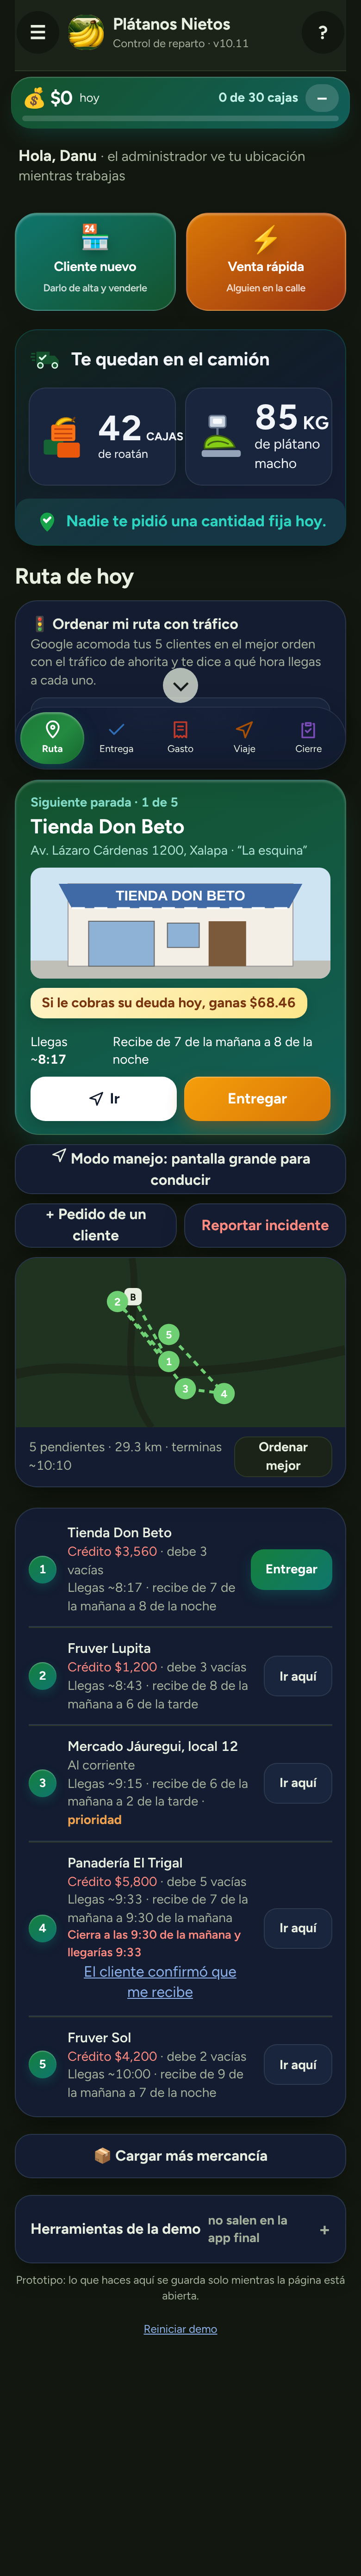 Plátanos Nietos
Control de reparto · v10.11
?
$0 hoy
0 de 30 cajas
Hola, Danu · el administrador ve tu ubicación
mientras trabajas
24
Cliente nuevo
Darlo de alta y venderle
Venta rápida
Alguien en la calle
Te quedan en el camión
42 CAJAS
de roatán
85 KG
de plátano
macho
Nadie te pidió una cantidad fija hoy.
Ruta de hoy
Ordenar mi ruta con tráfico
Google acomoda tus 5 clientes en el mejor orden
con el tráfico de ahorita y te dice a qué hora llegas
a cada uno.
Ruta
Entrega
Gasto
Viaje
Cierre
Siguiente parada · 1 de 5
Tienda Don Beto
Av. Lázaro Cárdenas 1200, Xalapa · "La esquina"
TIENDA DON BETO
Si le cobras su deuda hoy, ganas $68.46
Llegas
~8:17
Recibe de 7 de la mañana a 8 de la
noche
Ir
Entregar
Modo manejo: pantalla grande para
conducir
+ Pedido de un
cliente
Reportar incidente
2
B
5
1
3
4
5 pendientes · 29.3 km · terminas
~10:10
Ordenar
mejor
1
Tienda Don Beto
Crédito $3,560 · debe 3
vacías
Llegas ~8:17 · recibe de 7 de
la mañana a 8 de la noche
Entregar
2
Fruver Lupita
Crédito $1,200 · debe 3 vacías
Llegas ~8:43 · recibe de 8 de la
mañana a 6 de la tarde
Ir aquí
3
Mercado Jáuregui, local 12
Al corriente
Llegas ~9:15 · recibe de 6 de la
mañana a 2 de la tarde ·
prioridad
Ir aquí
4
Panadería El Trigal
Crédito $5,800 · debe 5 vacías
Llegas ~9:33 · recibe de 7 de la
mañana a 9:30 de la mañana
Cierra a las 9:30 de la mañana y
llegarías 9:33
El cliente confirmó que
me recibe
Ir aquí
5
Fruver Sol
Crédito $4,200 · debe 2 vacías
Llegas ~10:00 · recibe de 9 de
la mañana a 7 de la noche
Ir aquí
Cargar más mercancía
Herramientas de la demo
no salen en la
app final
+
Prototipo: lo que haces aquí se guarda solo mientras la página está
abierta.
Reiniciar demo